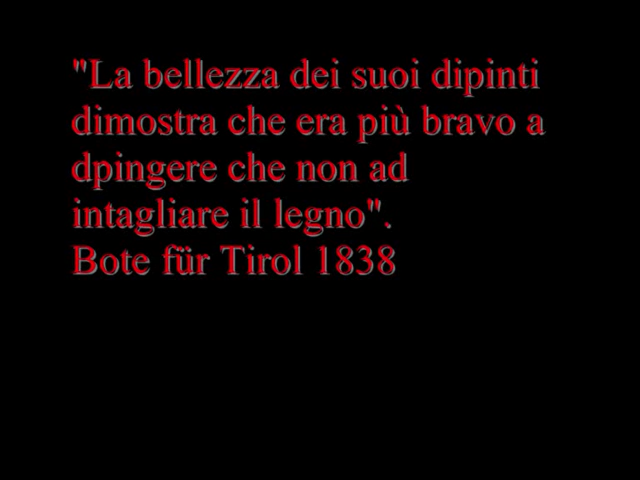 "La bellezza dei suoi dipinti
dimostra che era più bravo a
dpingere che non ad
intagliare il legno".
Bote für Tirol 1838